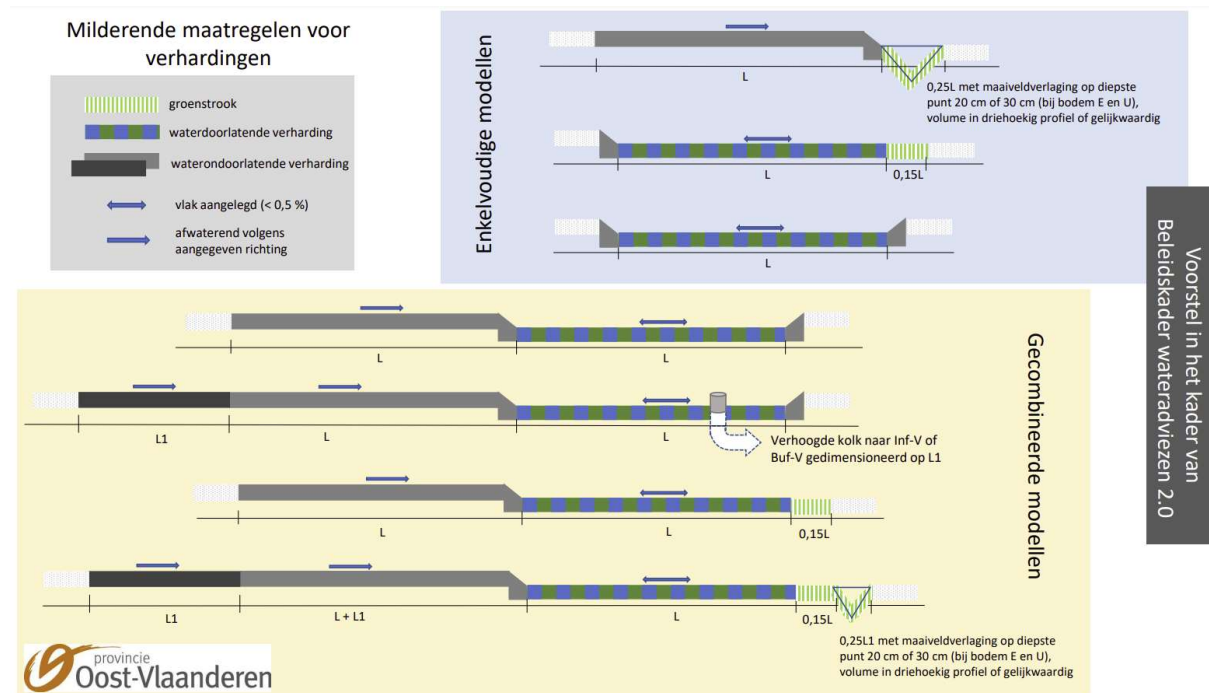 Milderende maatregelen voor
verhardingen
groenstrook
waterdoorlatende verharding
waterondoorlatende verharding
vlak aangelegd (< 0,5 %)
afwaterend volgens
aangegeven richting
Enkelvoudige modellen
L
0,25L met maaiveldverlaging op diepste
punt 20 cm of 30 cm (bij bodem E en U),
volume in driehoekig profiel of gelijkwaardig
L
0,15L
L
Voorstel in het kader van
Beleidskader wateradviezen 2.0
Gecombineerde modellen
L
L
L1
L
L
Verhoogde kolk naar Inf-V of
Buf-V gedimensioneerd op L1
L
L
0,15L
L1
L + L1
L
0,15L
0,25L1 met maaiveldverlaging op diepste
punt 20 cm of 30 cm (bij bodem E en U),
volume in driehoekig profiel of gelijkwaardig
provincie
Oost-Vlaanderen